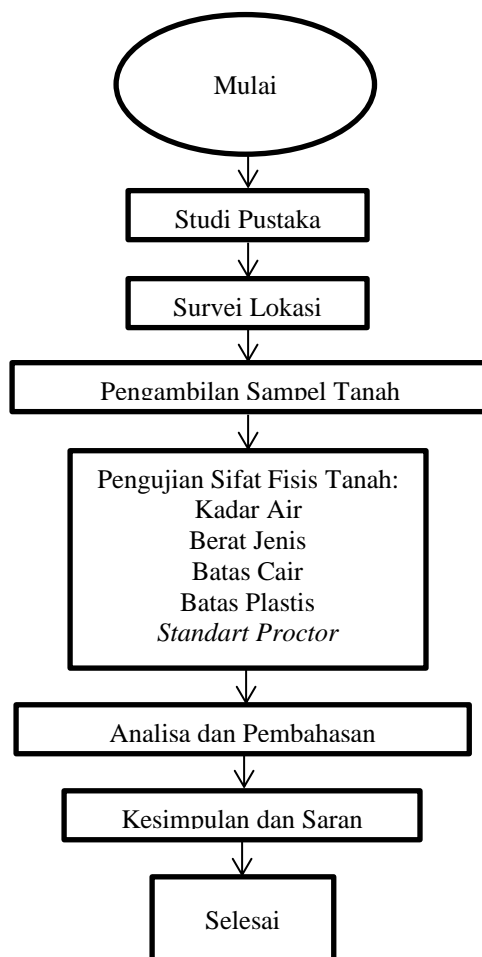 Mulai
Studi Pustaka
Survei Lokasi
Pengambilan Sampel Tanah
Pengujian Sifat Fisis Tanah:
Kadar Air
Berat Jenis
Batas Cair
Batas Plastis
Standart Proctor
Analisa dan Pembahasan
Kesimpulan dan Saran
Selesai